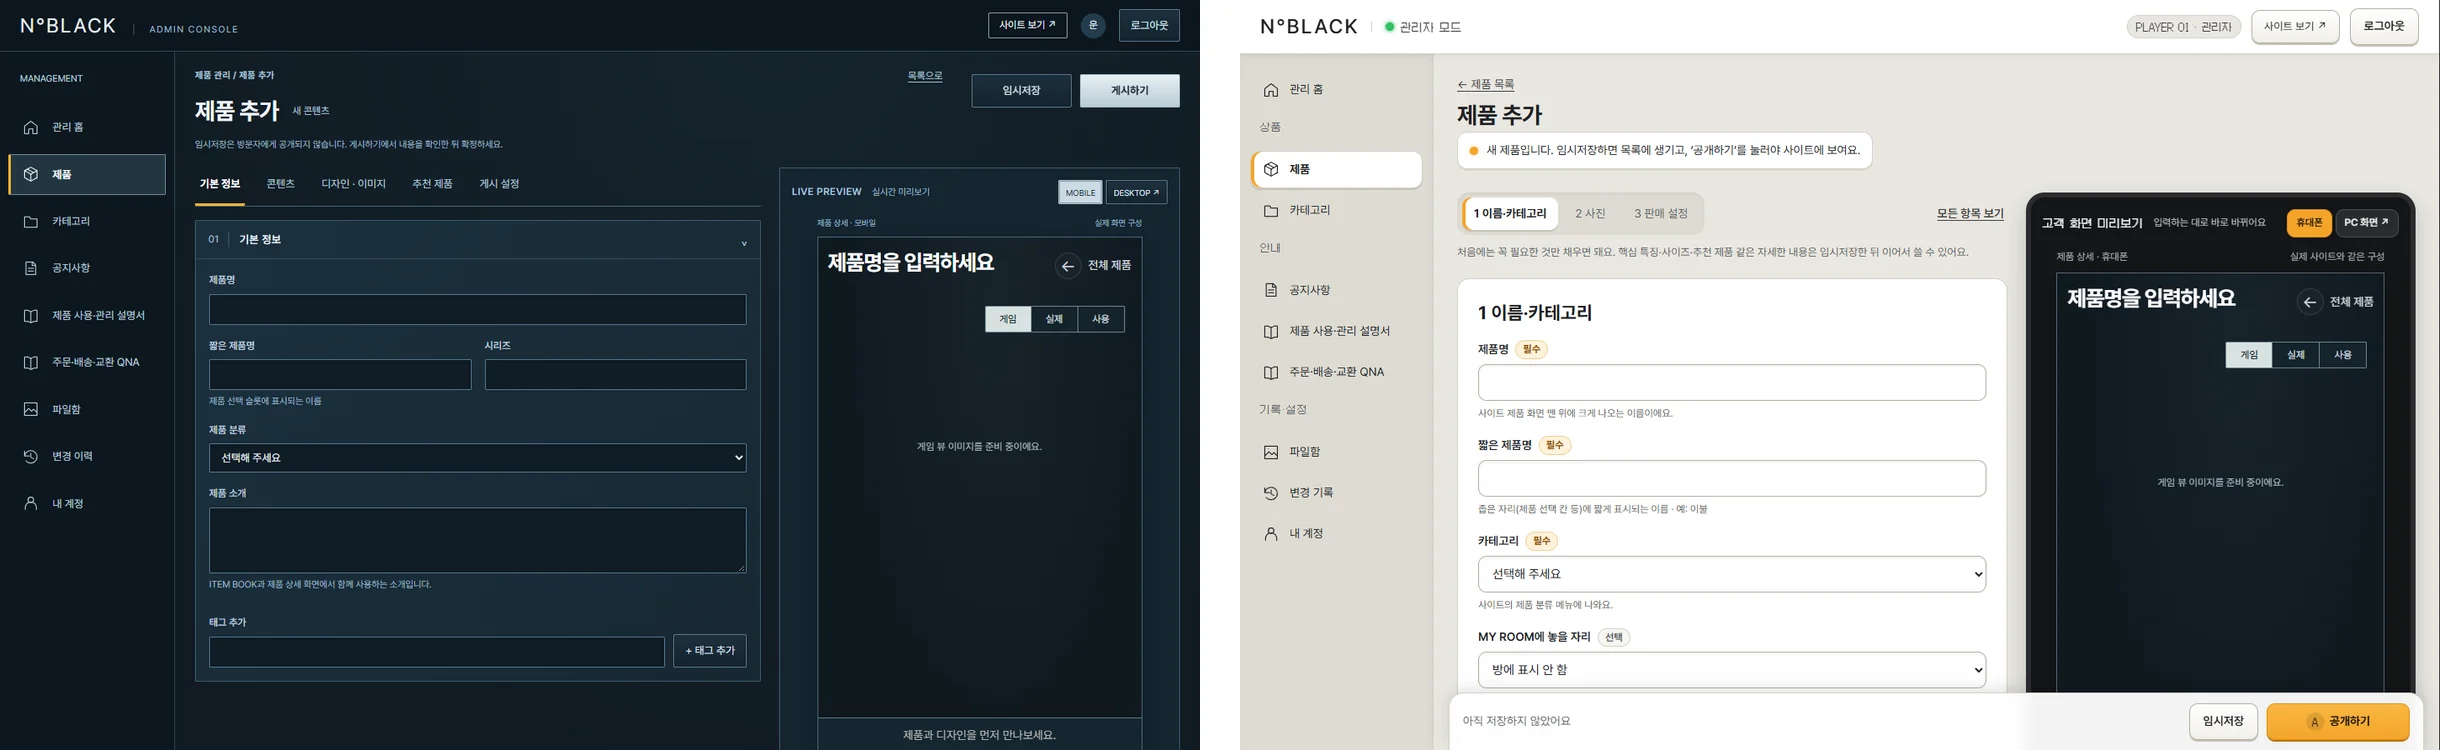 N°BLACK
ADMIN CONSOLE
사이트 보기 ↗
운
로그아웃
MANAGEMENT
관리 홈
제품
카테고리
공지사항
제품 사용·관리 설명서
주문·배송·교환 QNA
파일함
변경 이력
내 계정
제품 관리 / 제품 추가
목록으로
임시저장
게시하기
제품 추가
새 콘텐츠
임시저장은 방문자에게 공개되지 않습니다. 게시하기에서 내용을 확인한 뒤 확정하세요.
기본 정보
콘텐츠
디자인 · 이미지
추천 제품
게시 설정
01 기본 정보
제품명
짧은 제품명
시리즈
제품 선택 슬롯에 표시되는 이름
제품 분류
선택해 주세요
제품 소개
ITEM BOOK과 제품 상세 화면에서 함께 사용하는 소개입니다.
태그 추가
+ 태그 추가
LIVE PREVIEW 실시간 미리보기
MOBILE
DESKTOP ↗
제품 상세 · 모바일
실제 화면 구성
제품명을 입력하세요
← 전체 제품
게임
실제
사용
게임 뷰 이미지를 준비 중이에요.
제품과 디자인을 먼저 만나보세요.
N°BLACK
관리자 모드
PLAYER 01 · 관리자
사이트 보기 ↗
로그아웃
관리 홈
상품
제품
카테고리
안내
공지사항
제품 사용·관리 설명서
주문·배송·교환 QNA
기록·설정
파일함
변경 기록
내 계정
← 제품 목록
제품 추가
새 제품입니다. 임시저장하면 목록에 생기고, ‘공개하기’를 눌러야 사이트에 보여요.
1 이름·카테고리
2 사진
3 판매 설정
모든 항목 보기
처음에는 꼭 필요한 것만 채우면 돼요. 핵심 특징·사이즈·추천 제품 같은 자세한 내용은 임시저장한 뒤 이어서 쓸 수 있어요.
1 이름·카테고리
제품명 필수
사이트 제품 화면 맨 위에 크게 나오는 이름이에요.
짧은 제품명 필수
좁은 자리(제품 선택 칸 등)에 짧게 표시되는 이름 · 예: 이불
카테고리 필수
선택해 주세요
사이트의 제품 분류 메뉴에 나와요.
MY ROOM에 놓을 자리 선택
방에 표시 안 함
고객 화면 미리보기
입력하는 대로 바로 바뀌어요
휴대폰
PC 화면 ↗
제품 상세 · 휴대폰
실제 사이트와 같은 구성
제품명을 입력하세요
← 전체 제품
게임
실제
사용
게임 뷰 이미지를 준비 중이에요.
아직 저장하지 않았어요
임시저장
A 공개하기